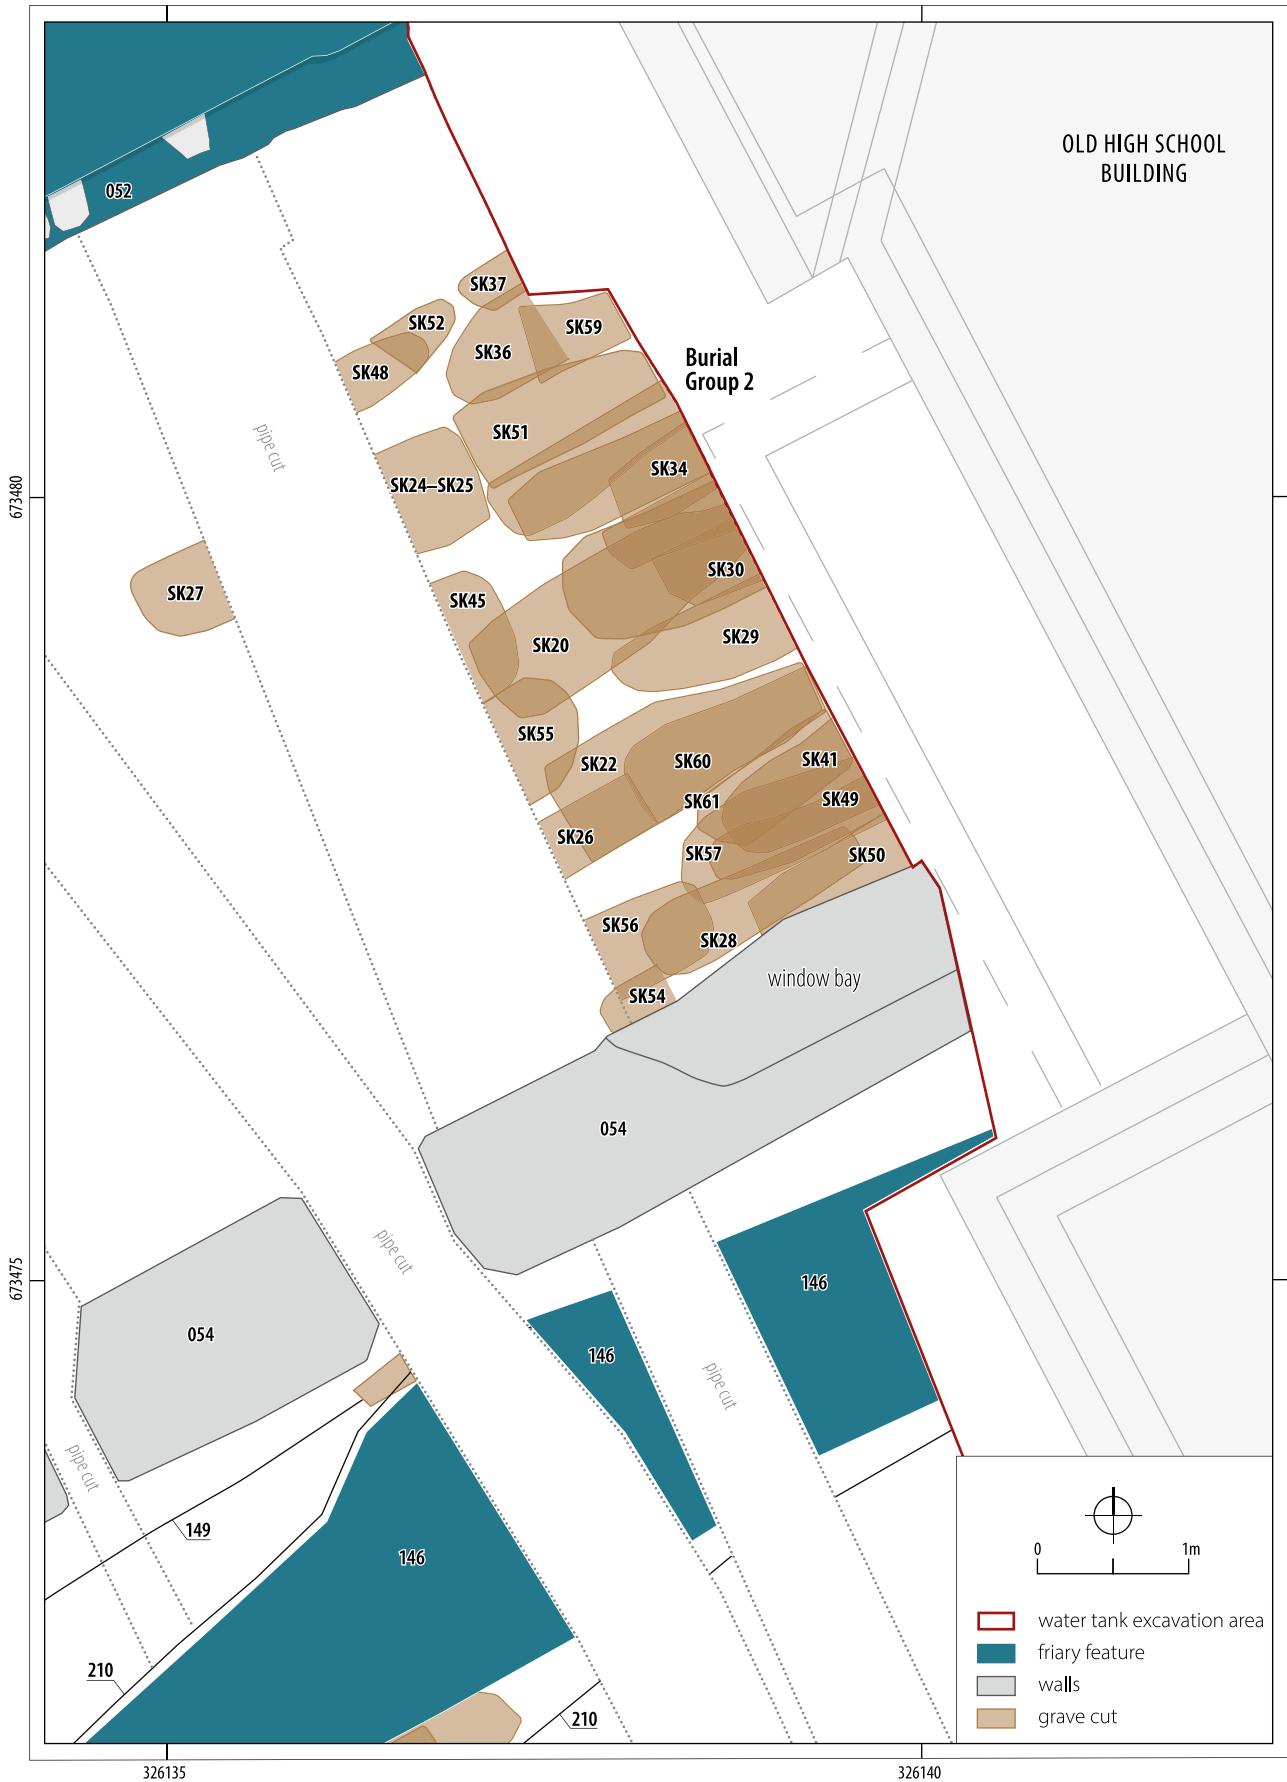 OLD HIGH SCHOOL
BUILDING
052
SK37
SK52
SK59
SK36
SK48
Burial
Group 2
SK51
pipe cut
SK34
SK24–SK25
673480
SK30
SK27
SK45
SK29
SK20
SK55
SK22
SK60
SK41
SK61
SK49
SK26
SK57
SK50
SK56
SK28
window bay
SK54
054
pipe cut
673475
146
054
146
pipe cut
pipe cut
149
146
210
210
0 1m
water tank excavation area
friary feature
walls
grave cut
326135
326140